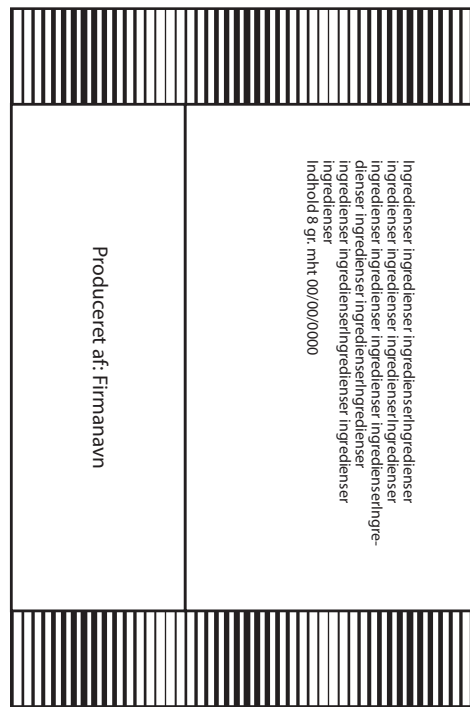 Ingredienser ingredienser ingredienserIngredienser
ingredienser ingredienser ingredienserIngredienser
ingredienser ingredienser ingredienser ingredienserIngre-
dienser ingredienser ingredienserIngredienser
ingredienser ingredienserIngredienser ingredienser
ingredienser
Indhold 8 gr. mht 00/00/0000
Produceret af: Firmanavn